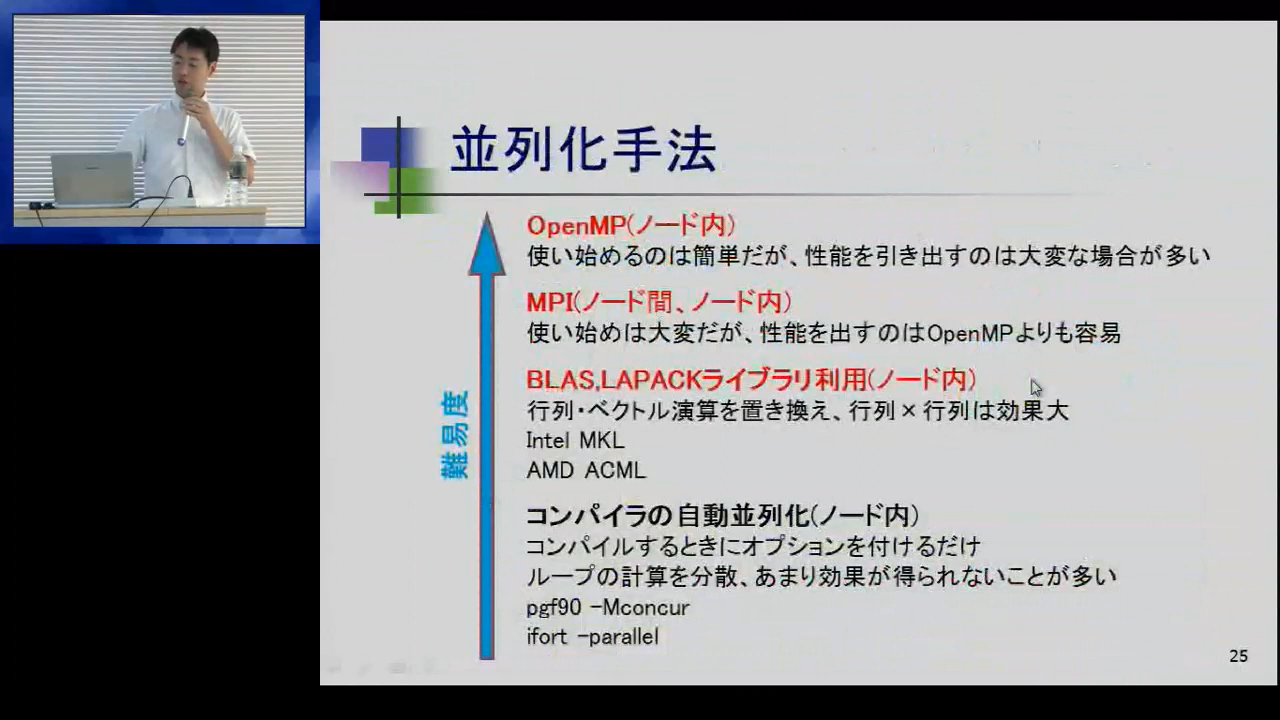 並列化手法
OpenMP(ノード内)
使い始めるのは簡単だが、性能を引き出すのは大変な場合が多い
MPI(ノード間、ノード内)
使い始めは大変だが、性能を出すのはOpenMPよりも容易
BLAS,LAPACKライブラリ利用(ノード内)
行列・ベクトル演算を置き換え、行列×行列は効果大
Intel MKL
AMD ACML
難易度
コンパイラの自動並列化(ノード内)
コンパイルするときにオプションを付けるだけ
ループの計算を分散、あまり効果が得られないことが多い
pgf90 -Mconcur
ifort -parallel
25